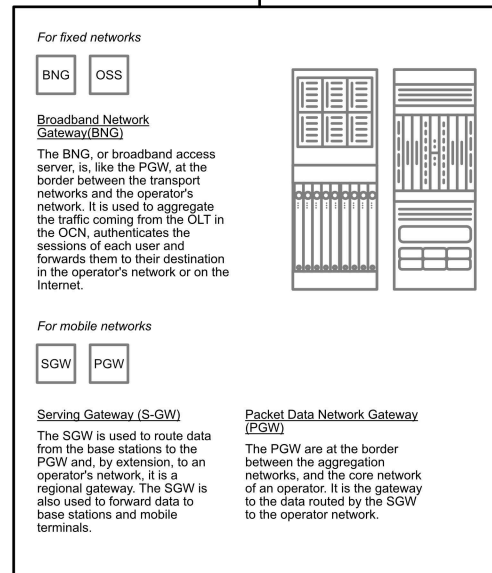 For fixed networks
BNG OSS
Broadband Network
Gateway(BNG)
The BNG, or broadband access
server, is, like the PGW, at the
border between the transport
networks and the operator's
network. It is used to aggregate
the traffic coming from the OLT in
the OCN, authenticates the
sessions of each user and
forwards them to their destination
in the operator's network or on the
Internet.
For mobile networks
SGW PGW
Serving Gateway (S-GW)
The SGW is used to route data
from the base stations to the
PGW and, by extension, to an
operator's network, it is a
regional gateway. The SGW is
also used to forward data to
base stations and mobile
terminals.
Packet Data Network Gateway
(PGW)
The PGW are at the border
between the aggregation
networks, and the core network
of an operator. It is the gateway
to the data routed by the SGW
to the operator network.